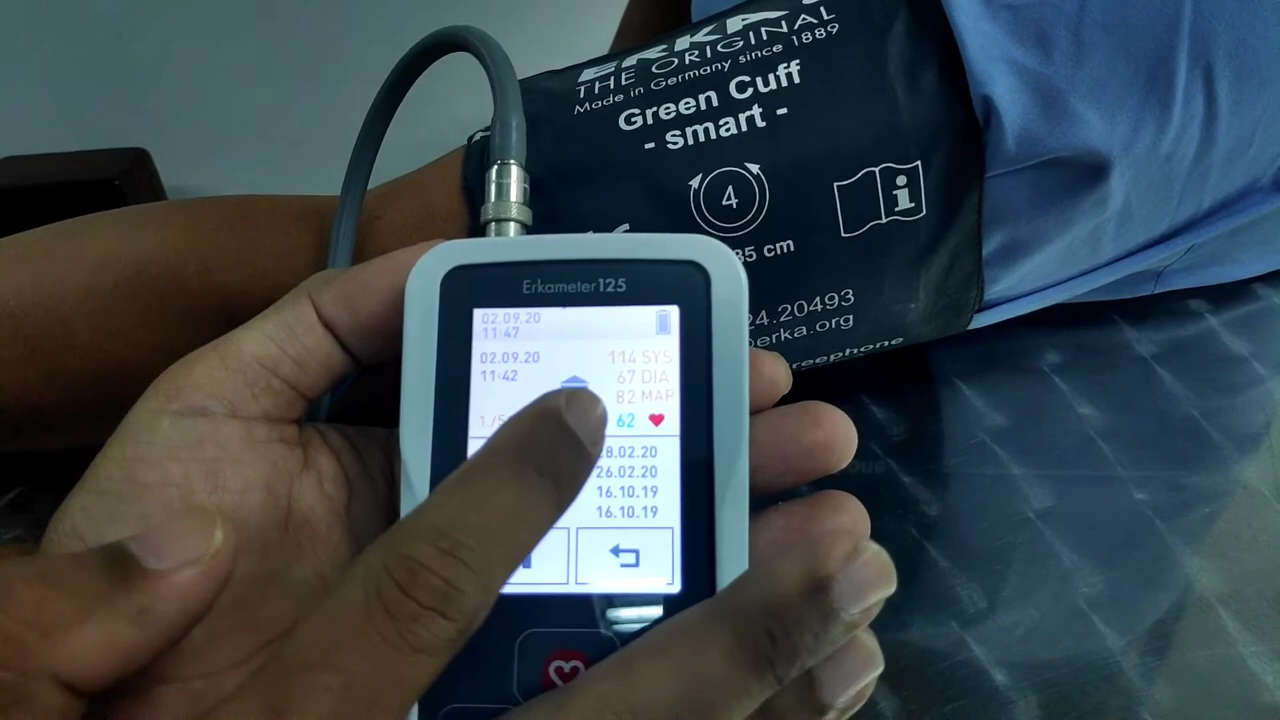 ERKA.
THE ORIGINAL
Made in Germany since 1889
Green Cuff
- smart -
4
i
35 cm
24.20493
erka.org
reephone
Erkameter125
02.09.20
11:47
02.09.20 114 SYS
11:42 67 DIA
82 MAP
62
28.02.20
26.02.20
16.10.19
16.10.19